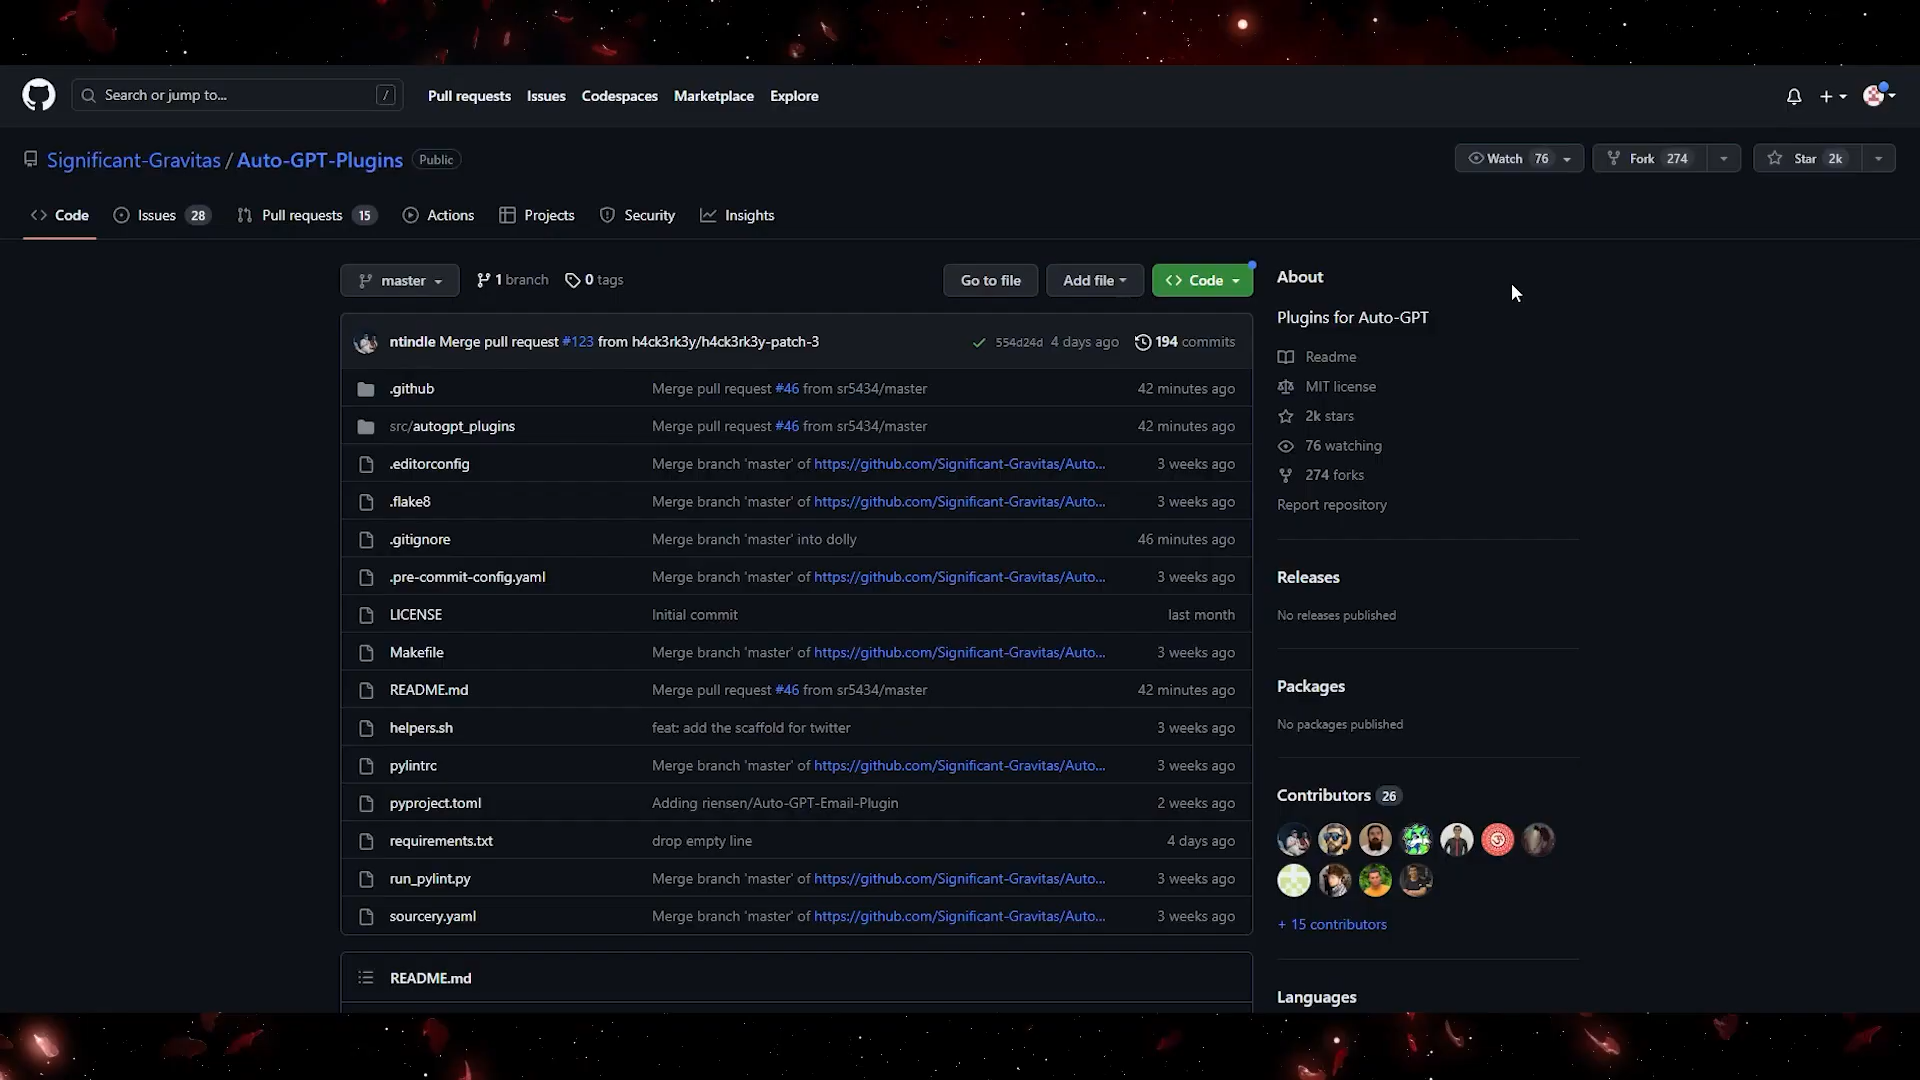 Search or jump to... /
Pull requests Issues Codespaces Marketplace Explore
Significant-Gravitas / Auto-GPT-Plugins Public
Watch 76 Fork 274 Star 2k
Code Issues 28 Pull requests 15 Actions Projects Security Insights
master 1 branch 0 tags Go to file Add file Code
ntindle Merge pull request #123 from h4ck3rk3y/h4ck3rk3y-patch-3 554d24d 4 days ago 194 commits
.github Merge pull request #46 from sr5434/master 42 minutes ago
src/autogpt_plugins Merge pull request #46 from sr5434/master 42 minutes ago
.editorconfig Merge branch 'master' of https://github.com/Significant-Gravitas/Auto... 3 weeks ago
.flake8 Merge branch 'master' of https://github.com/Significant-Gravitas/Auto... 3 weeks ago
.gitignore Merge branch 'master' into dolly 46 minutes ago
.pre-commit-config.yaml Merge branch 'master' of https://github.com/Significant-Gravitas/Auto... 3 weeks ago
LICENSE Initial commit last month
Makefile Merge branch 'master' of https://github.com/Significant-Gravitas/Auto... 3 weeks ago
README.md Merge pull request #46 from sr5434/master 42 minutes ago
helpers.sh feat: add the scaffold for twitter 3 weeks ago
pylintrc Merge branch 'master' of https://github.com/Significant-Gravitas/Auto... 3 weeks ago
pyproject.toml Adding riensen/Auto-GPT-Email-Plugin 2 weeks ago
requirements.txt drop empty line 4 days ago
run_pylint.py Merge branch 'master' of https://github.com/Significant-Gravitas/Auto... 3 weeks ago
sourcery.yaml Merge branch 'master' of https://github.com/Significant-Gravitas/Auto... 3 weeks ago
README.md
About
Plugins for Auto-GPT
Readme
MIT license
2k stars
76 watching
274 forks
Report repository
Releases
No releases published
Packages
No packages published
Contributors 26
+ 15 contributors
Languages